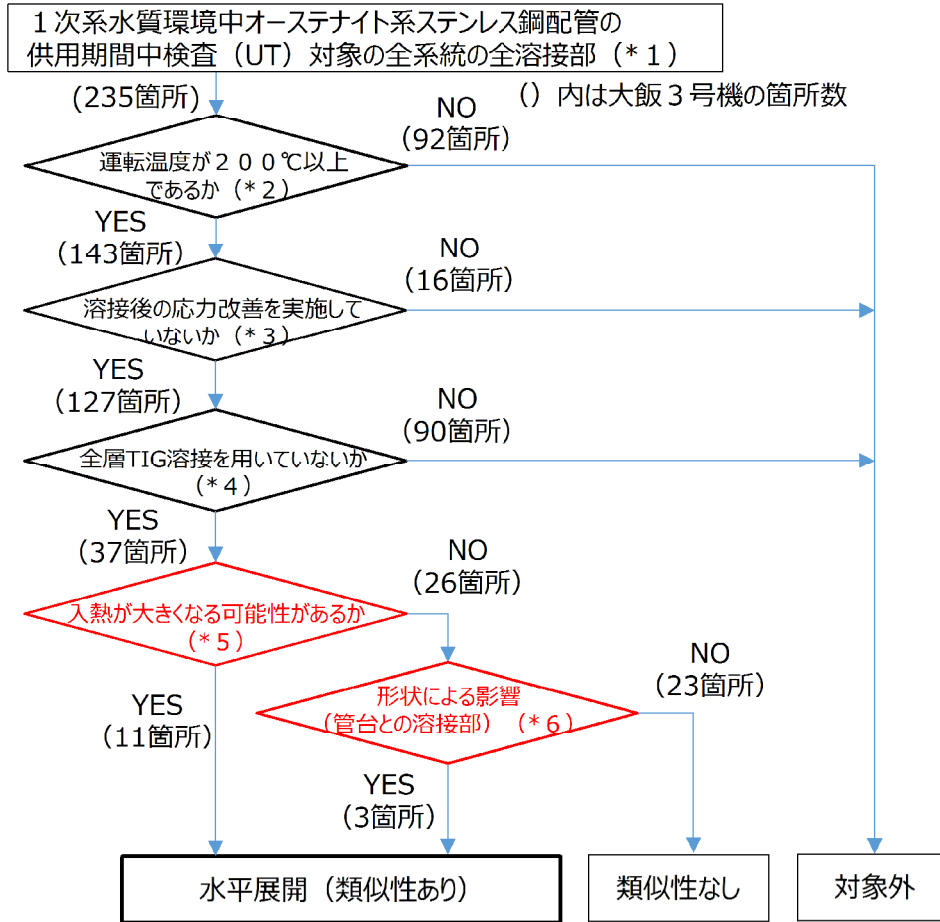 １次系水質環境中オーステナイト系ステンレス鋼配管の
供用期間中検査（UT）対象の全系統の全溶接部（*１）
(235箇所)
（）内は大飯３号機の箇所数
運転温度が２００℃以上
であるか（*２）
NO
(92箇所)
YES
(143箇所)
溶接後の応力改善を実施して
いないか（*３）
NO
(16箇所)
YES
(127箇所)
全層TIG溶接を用いていないか
（*４）
NO
(90箇所)
YES
(37箇所)
入熱が大きくなる可能性があるか
（*５）
NO
(26箇所)
YES
(11箇所)
形状による影響
（管台との溶接部）（*６）
NO
(23箇所)
YES
(3箇所)
水平展開（類似性あり）
類似性なし
対象外